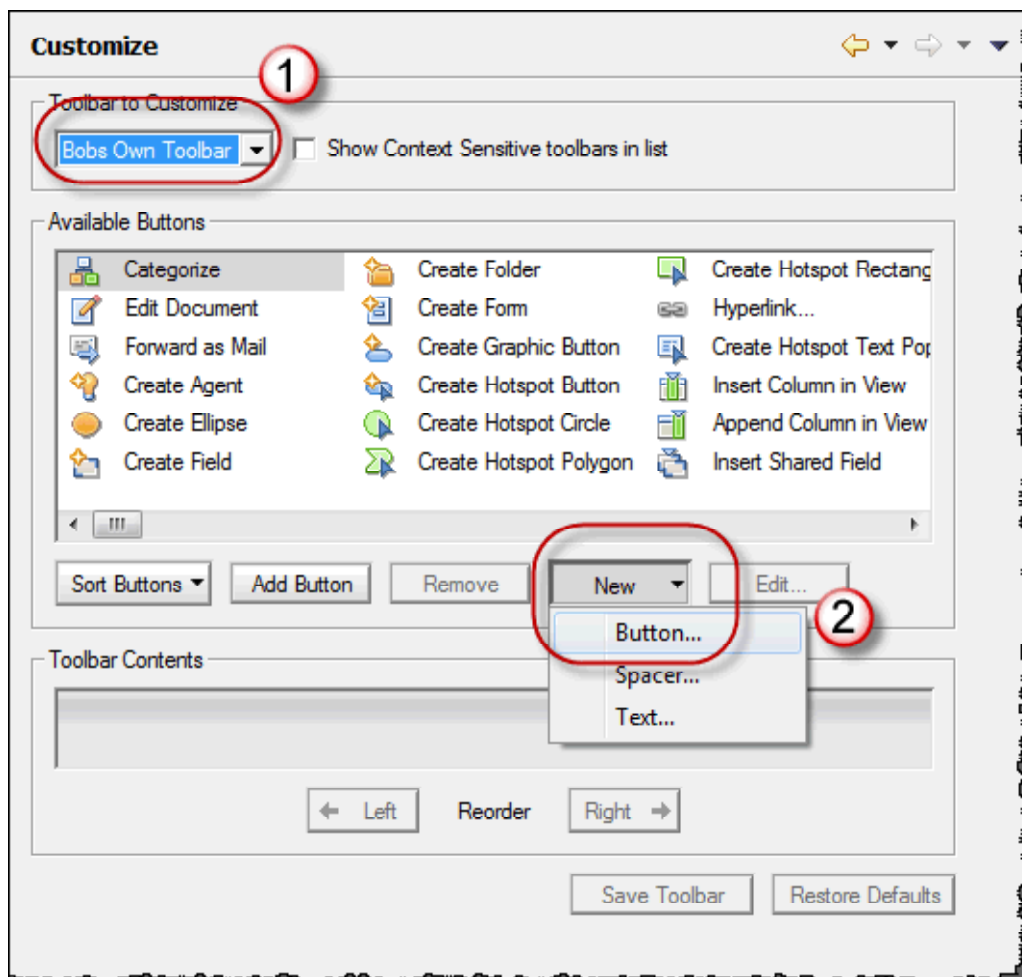 Customize
1
Toolbar to Customize
Bobs Own Toolbar Show Context Sensitive toolbars in list
Available Buttons
Categorize Create Folder Create Hotspot Rectang
Edit Document Create Form Hyperlink...
Forward as Mail Create Graphic Button Create Hotspot Text Pop
Create Agent Create Hotspot Button Insert Column in View
Create Ellipse Create Hotspot Circle Append Column in View
Create Field Create Hotspot Polygon Insert Shared Field
Sort Buttons Add Button Remove New Edit...
2
Button...
Toolbar Contents
Spacer...
Text...
Left Reorder Right
Save Toolbar Restore Defaults